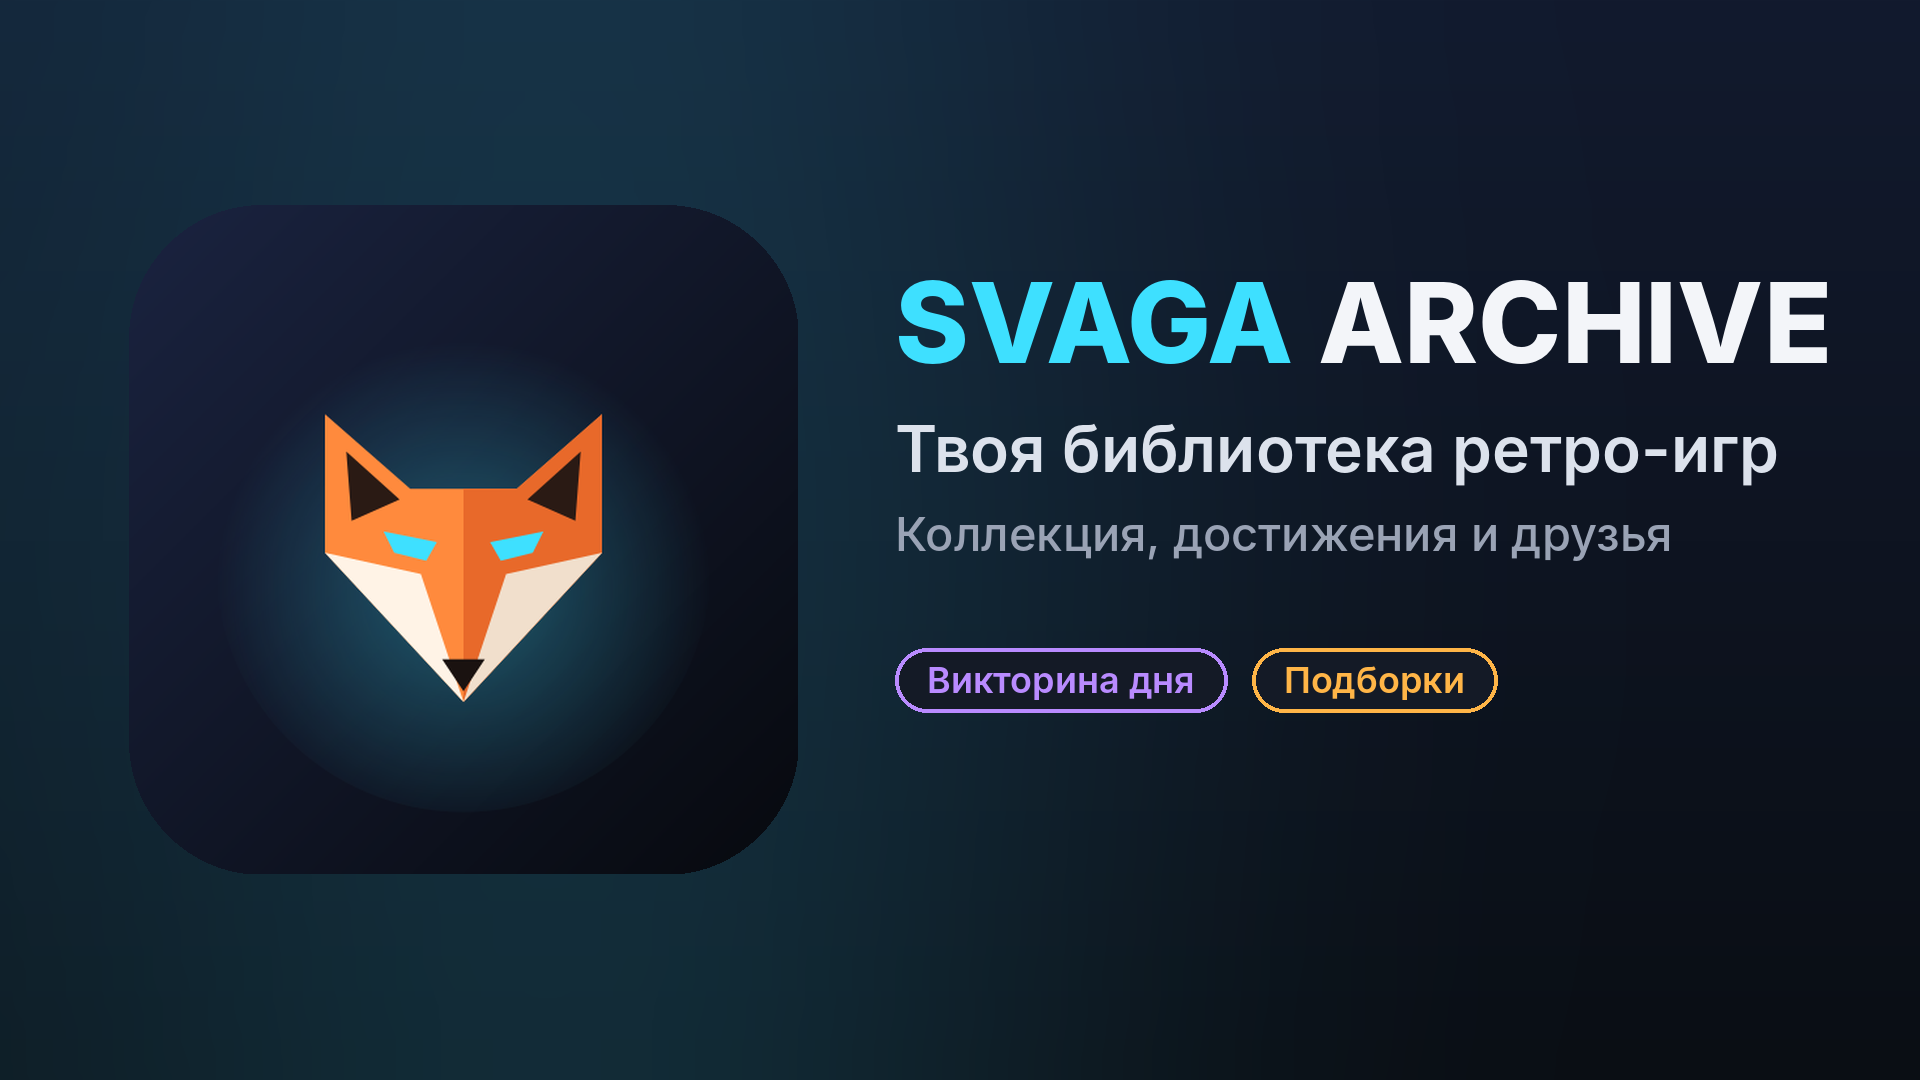 SVAGA ARCHIVE
Твоя библиотека ретро-игр
Коллекция, достижения и друзья
Викторина дня Подборки